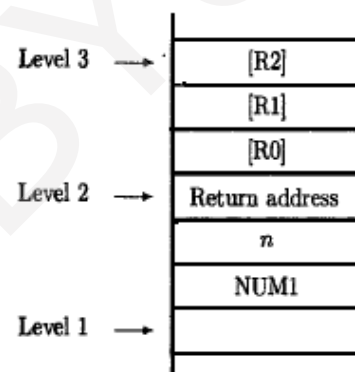 Level 3 → [R2]
[R1]
[R0]
Level 2 → Return address
n
NUM1
Level 1 →